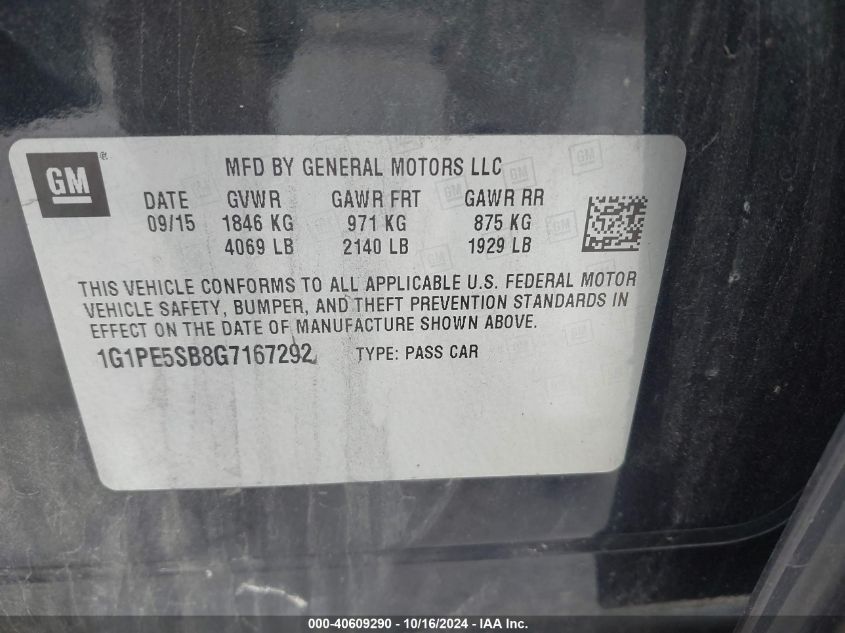 GM ®
MFD BY GENERAL MOTORS LLC
DATE GVWR GAWR FRT GAWR RR
09/15 1846 KG 971 KG 875 KG
4069 LB 2140 LB 1929 LB
THIS VEHICLE CONFORMS TO ALL APPLICABLE U.S. FEDERAL MOTOR
VEHICLE SAFETY, BUMPER, AND THEFT PREVENTION STANDARDS IN
EFFECT ON THE DATE OF MANUFACTURE SHOWN ABOVE.
1G1PE5SB8G7167292 TYPE: PASS CAR
000-40609290 - 10/16/2024 - IAA Inc.